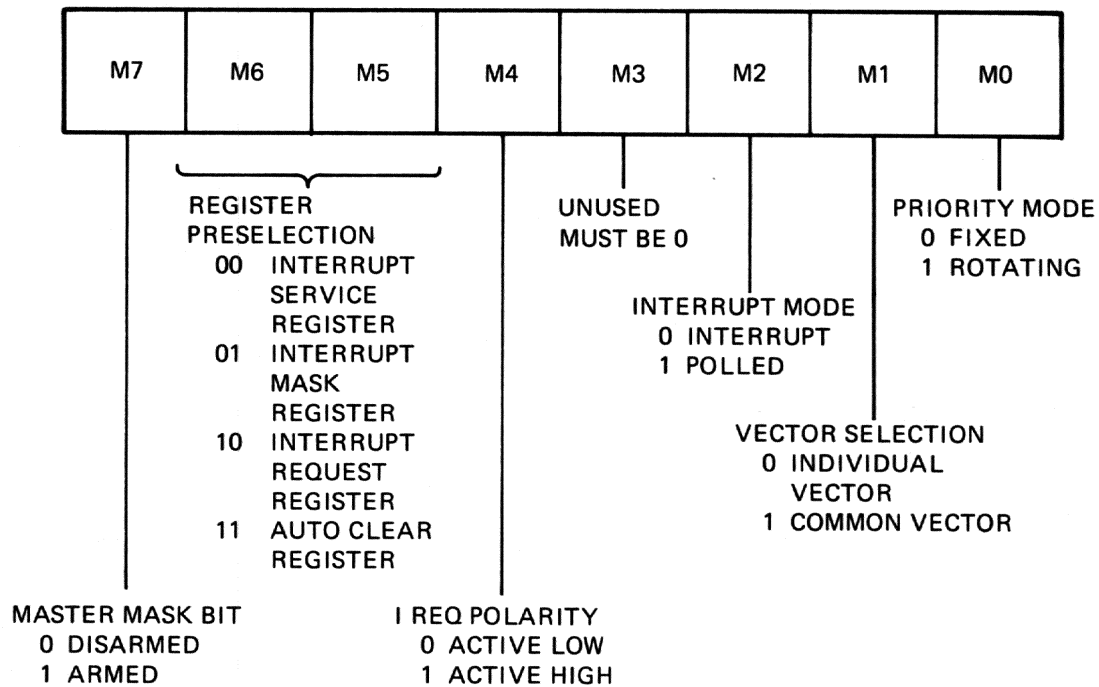 M7 M6 M5 M4 M3 M2 M1 M0
REGISTER
PRESELECTION
00 INTERRUPT
SERVICE
REGISTER
01 INTERRUPT
MASK
REGISTER
10 INTERRUPT
REQUEST
REGISTER
11 AUTO CLEAR
REGISTER
UNUSED
MUST BE 0
PRIORITY MODE
0 FIXED
1 ROTATING
INTERRUPT MODE
0 INTERRUPT
1 POLLED
VECTOR SELECTION
0 INDIVIDUAL
VECTOR
1 COMMON VECTOR
MASTER MASK BIT
0 DISARMED
1 ARMED
I REQ POLARITY
0 ACTIVE LOW
1 ACTIVE HIGH